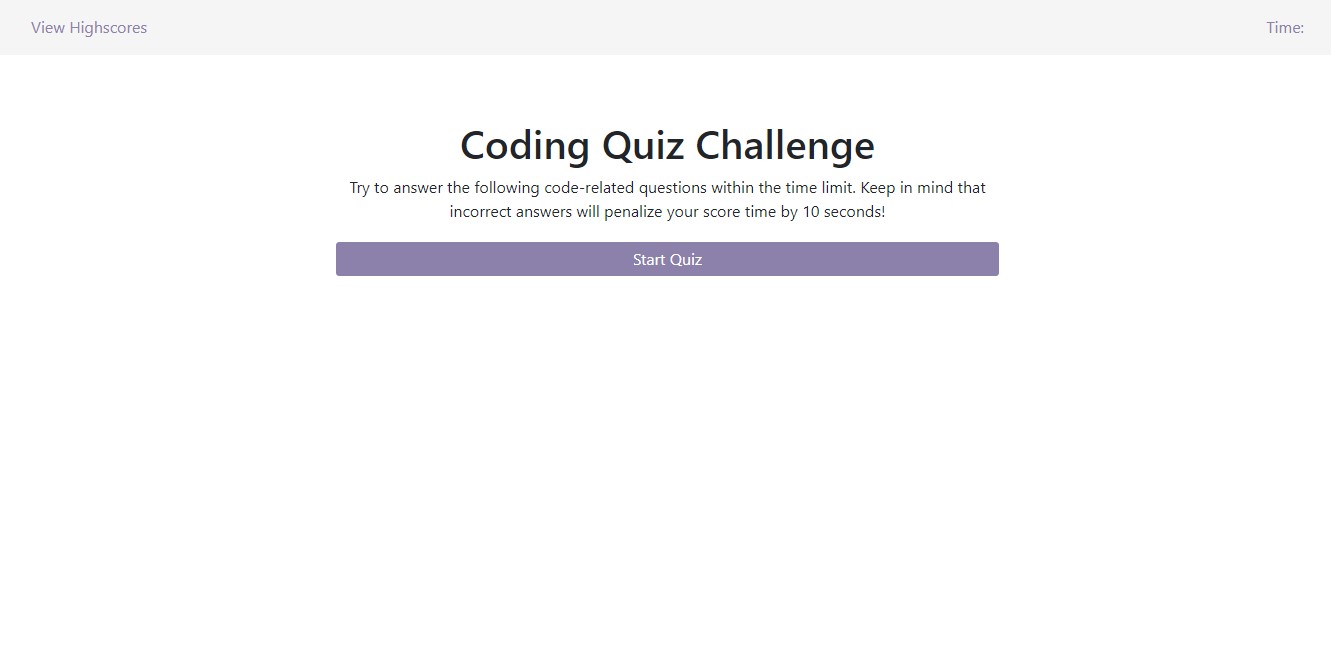 View Highscores
Time:
Coding Quiz Challenge
Try to answer the following code-related questions within the time limit. Keep in mind that
incorrect answers will penalize your score time by 10 seconds!
Start Quiz